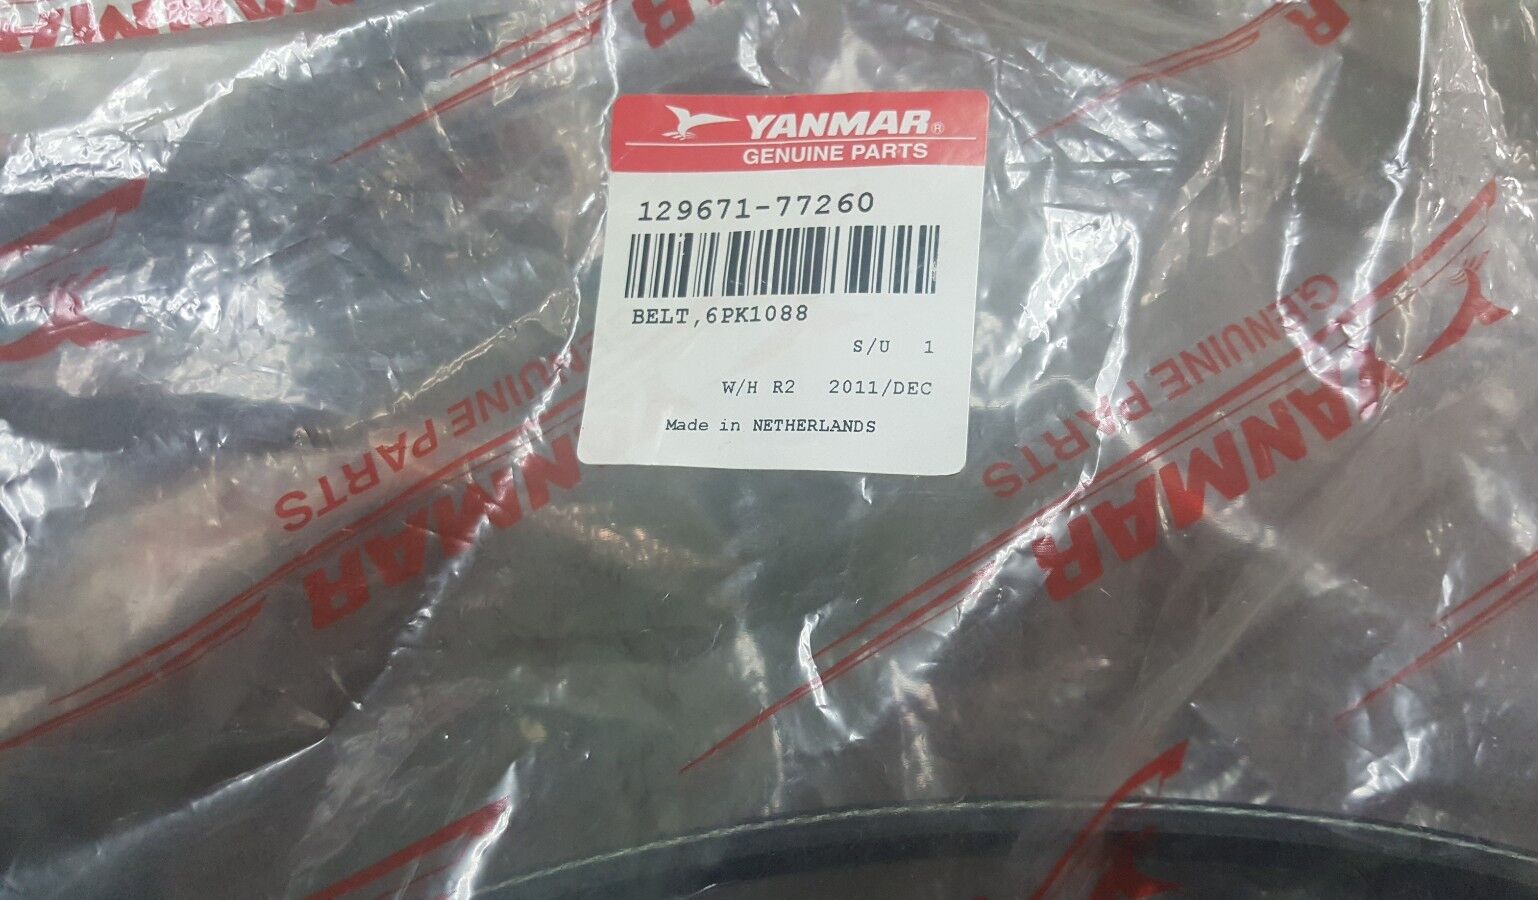 YANMAR®
GENUINE PARTS
129671-77260
BELT,6PK1088
S/U 1
W/H R2 2011/DEC
Made in NETHERLANDS
GENUINE PARTS
YANMAR
GENUINE PARTS
YANMAR